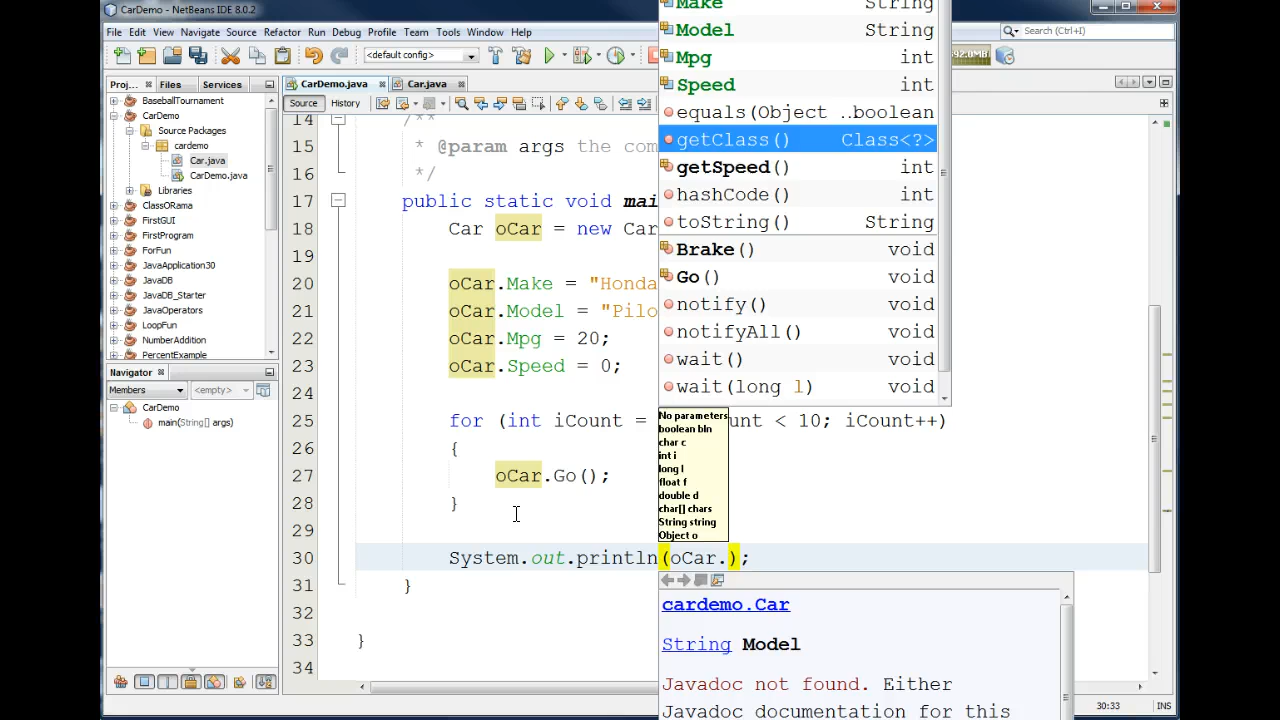 CarDemo - NetBeans IDE 8.0.2
File Edit View Navigate Source Refactor Run Debug Profile Team Tools Window Help
Search (Ctrl+I)
<default config>
92.0MB
Proj... Files Services
CarDemo.java Car.java
Source History
BaseballTournament
CarDemo
Source Packages
cardemo
Car.java
CarDemo.java
Libraries
ClassORama
FirstGUI
FirstProgram
ForFun
JavaApplication30
JavaDB
JavaDB_Starter
JavaOperators
LoopFun
NumberAddition
PercentExample
Navigator
Members <empty>
CarDemo
main(String[] args)
14 /**
15 * @param args the com
16 */
17 public static void mai
18 Car oCar = new Car
19
20 oCar.Make = "Honda
21 oCar.Model = "Pilo
22 oCar.Mpg = 20;
23 oCar.Speed = 0;
24
25 for (int iCount = unt < 10; iCount++)
26 {
27 oCar.Go();
28 }
29
30 System.out.println(oCar.);
31 }
32
33 }
34
Make String
Model String
Mpg int
Speed int
equals(Object ..boolean
getClass() Class<?>
getSpeed() int
hashCode() int
toString() String
Brake() void
Go() void
notify() void
notifyAll() void
wait() void
wait(long l) void
No parameters
boolean bln
char c
int i
long l
float f
double d
char[] chars
String string
Object o
cardemo.Car
String Model
Javadoc not found. Either
Javadoc documentation for this
30:33 INS